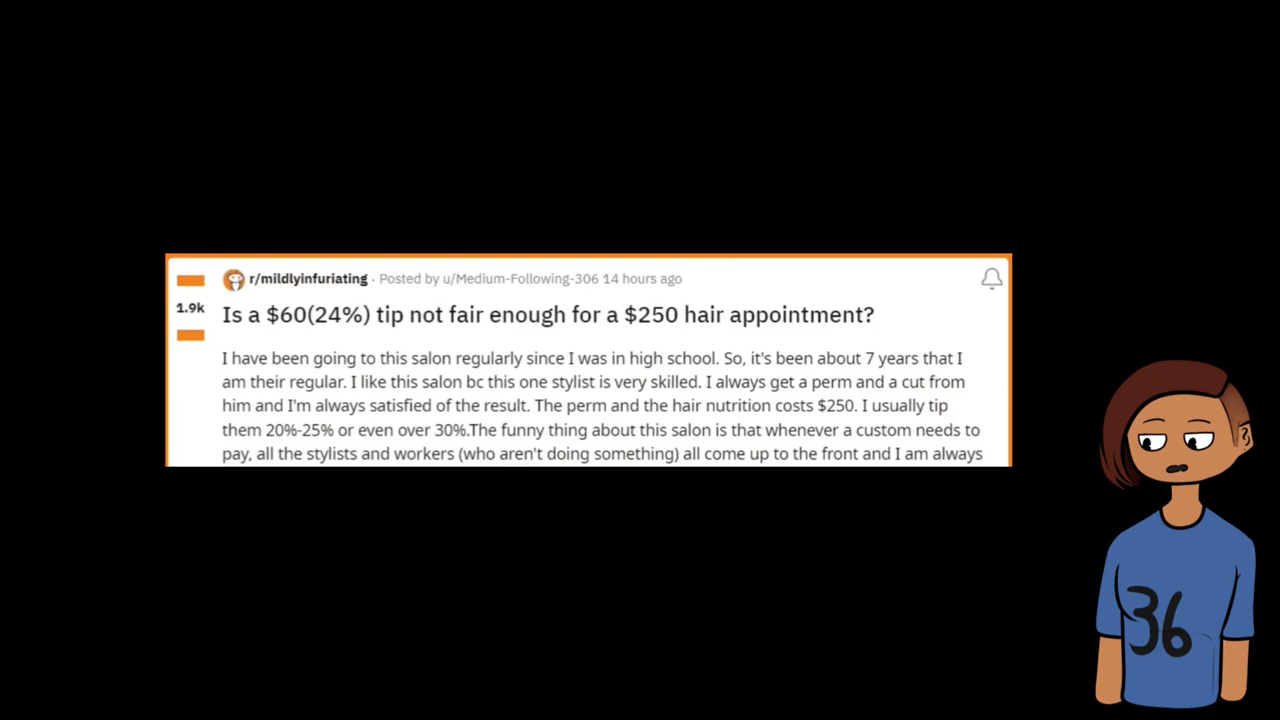 r/mildlyinfuriating · Posted by u/Medium-Following-306 14 hours ago
1.9k
Is a $60(24%) tip not fair enough for a $250 hair appointment?
I have been going to this salon regularly since I was in high school. So, it's been about 7 years that I
am their regular. I like this salon bc this one stylist is very skilled. I always get a perm and a cut from
him and I'm always satisfied of the result. The perm and the hair nutrition costs $250. I usually tip
them 20%-25% or even over 30%.The funny thing about this salon is that whenever a custom needs to
pay, all the stylists and workers (who aren't doing something) all come up to the front and I am always
36